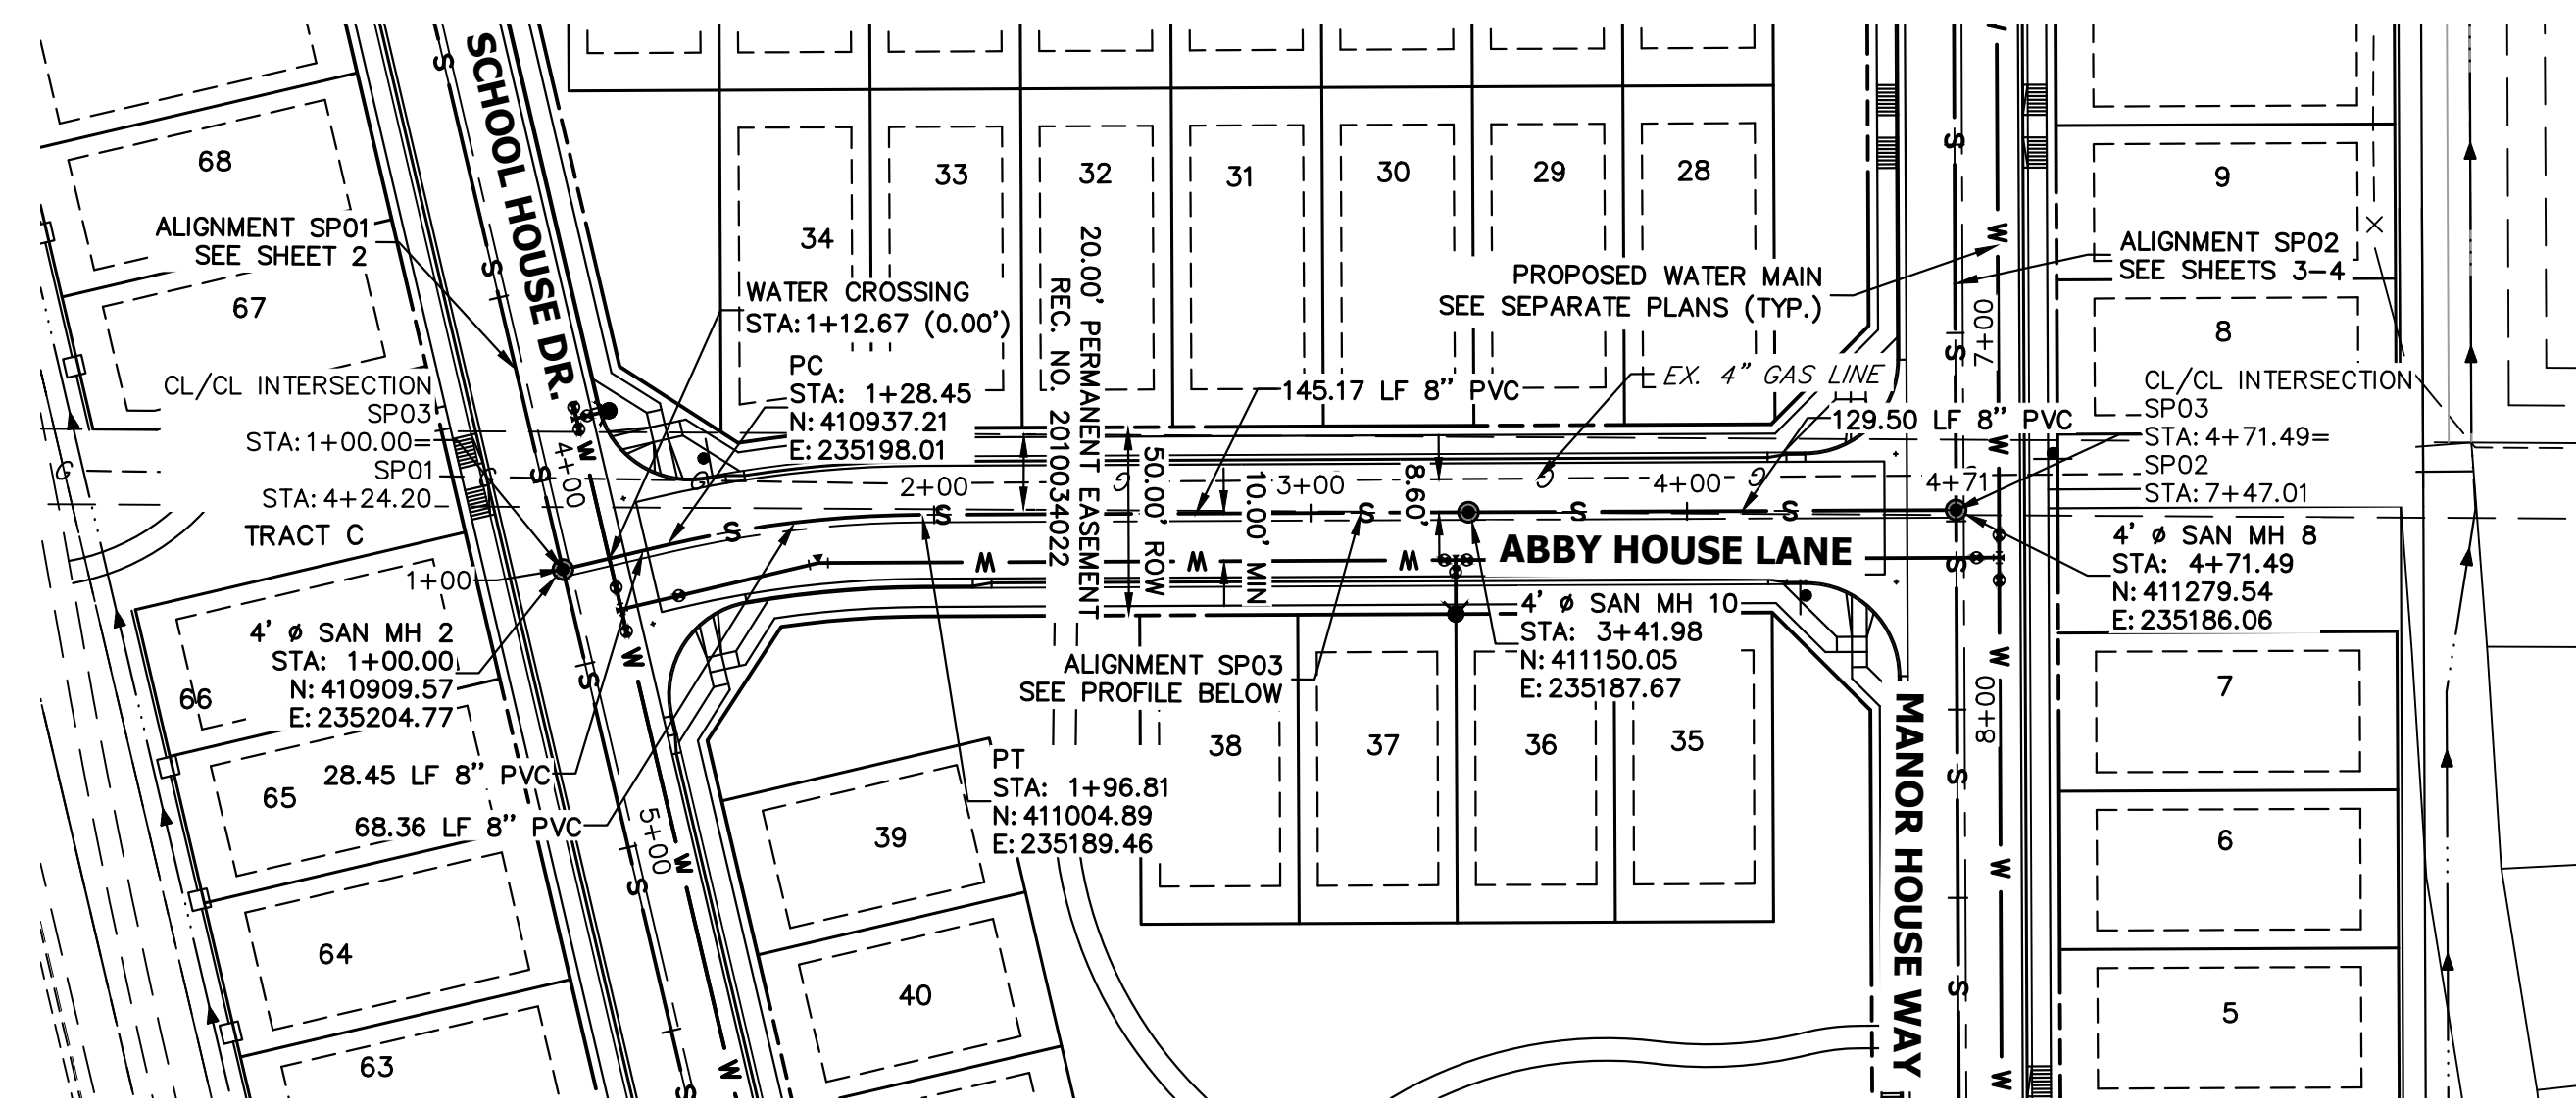 SCHOOL HOUSE DR.
68
ALIGNMENT SP01
SEE SHEET 2
67
CL/CL INTERSECTION
SP03
STA: 1+00.00=
SP01
STA: 4+24.20
TRACT C
1+00
4' ø SAN MH 2
STA: 1+00.00
N: 410909.57
E: 235204.77
66
65
28.45 LF 8" PVC
68.36 LF 8" PVC
64
63
4+00
5+00
34
33
32
31
30
29
28
WATER CROSSING
STA: 1+12.67 (0.00')
PC
STA: 1+28.45
N: 410937.21
E: 235198.01
20.00' PERMANENT EASEMENT
REC. NO. 2010034022
50.00' ROW
10.00' MIN
8.60'
145.17 LF 8" PVC
PROPOSED WATER MAIN
SEE SEPARATE PLANS (TYP.)
EX. 4" GAS LINE
129.50 LF 8" PVC
2+00
3+00
4+00
4+71
S
S
S
S
S
W
W
W
G
G
G
G
G
ABBY HOUSE LANE
ALIGNMENT SP03
SEE PROFILE BELOW
4' ø SAN MH 10
STA: 3+41.98
N: 411150.05
E: 235187.67
PT
STA: 1+96.81
N: 411004.89
E: 235189.46
39
40
38
37
36
35
MANOR HOUSE WAY
7+00
8+00
S
S
S
S
S
W
W
W
W
W
S
S
S
S
S
S
S
W
W
W
W
9
ALIGNMENT SP02
SEE SHEETS 3-4
8
CL/CL INTERSECTION
SP03
STA: 4+71.49=
SP02
STA: 7+47.01
4' ø SAN MH 8
STA: 4+71.49
N: 411279.54
E: 235186.06
7
6
5